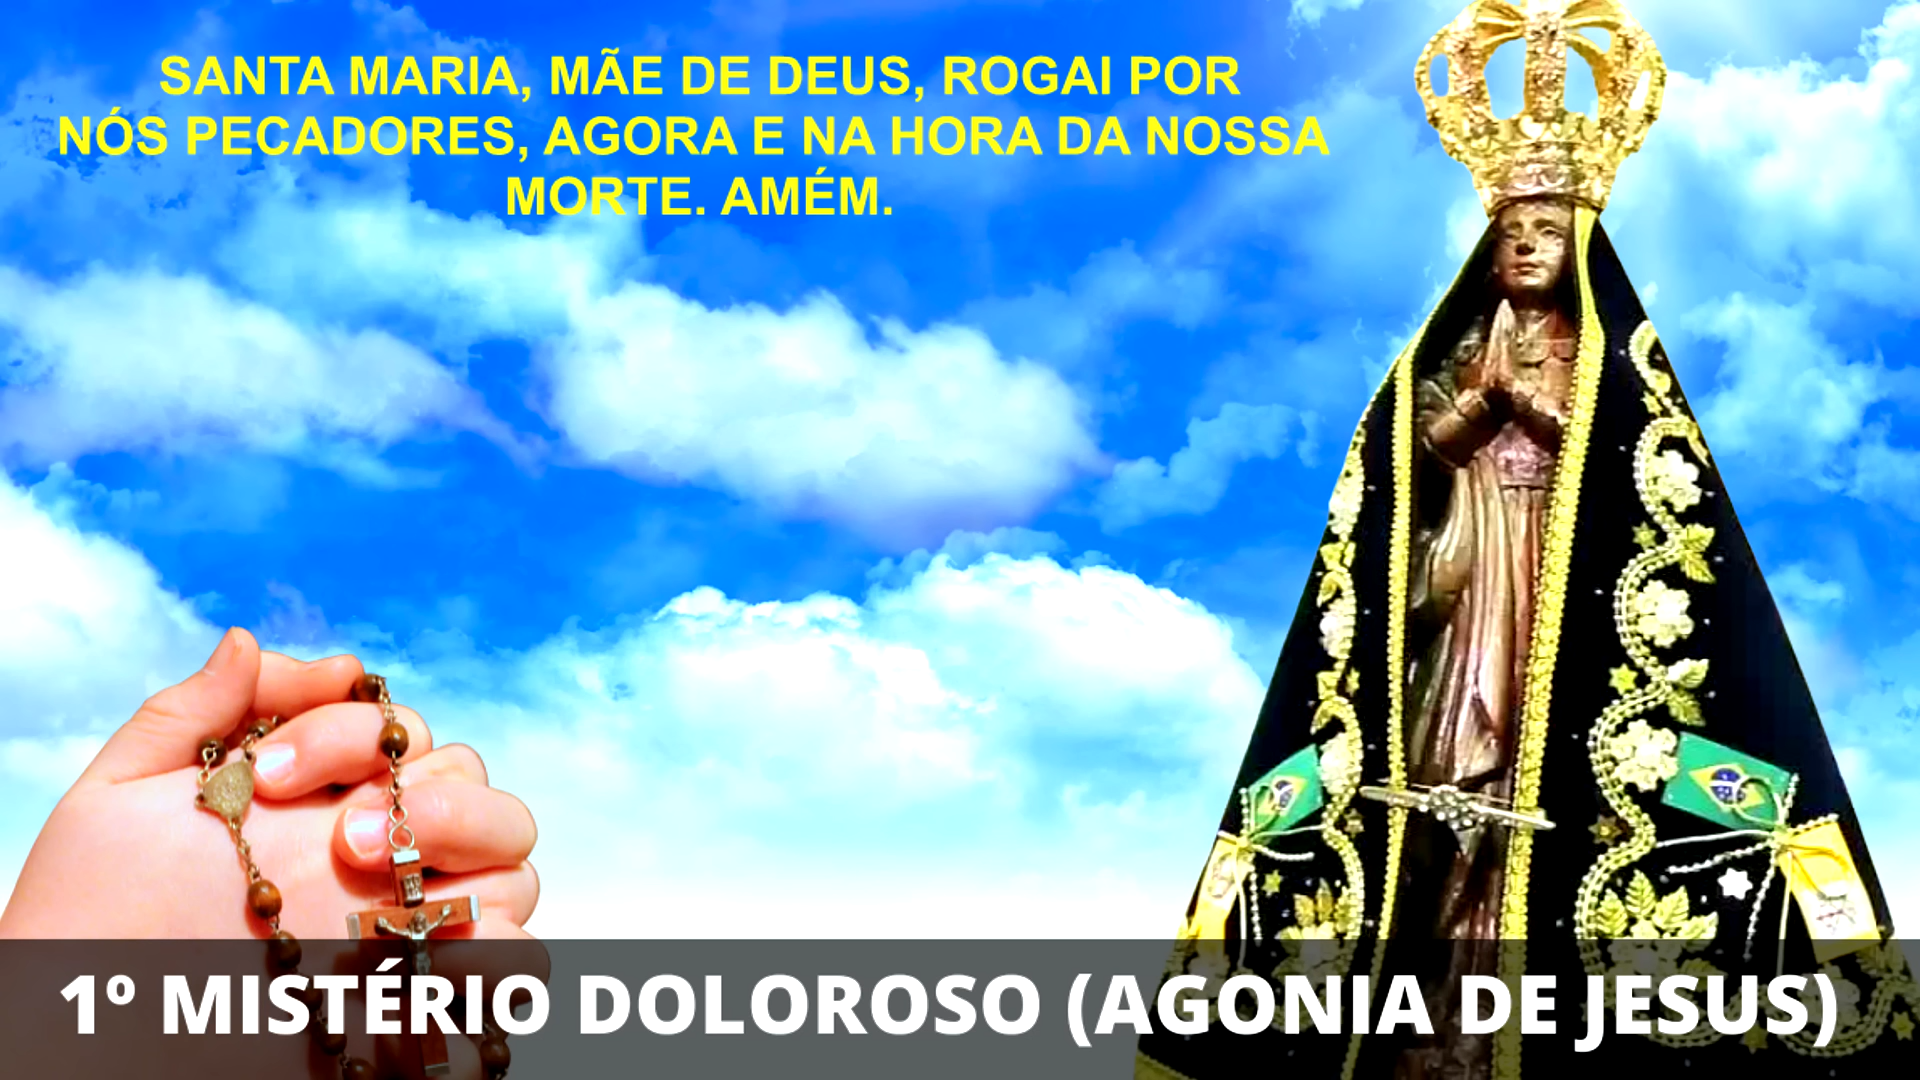 SANTA MARIA, MÃE DE DEUS, ROGAI POR
NÓS PECADORES, AGORA E NA HORA DA NOSSA
MORTE. AMÉM.
1º MISTÉRIO DOLOROSO (AGONIA DE JESUS)